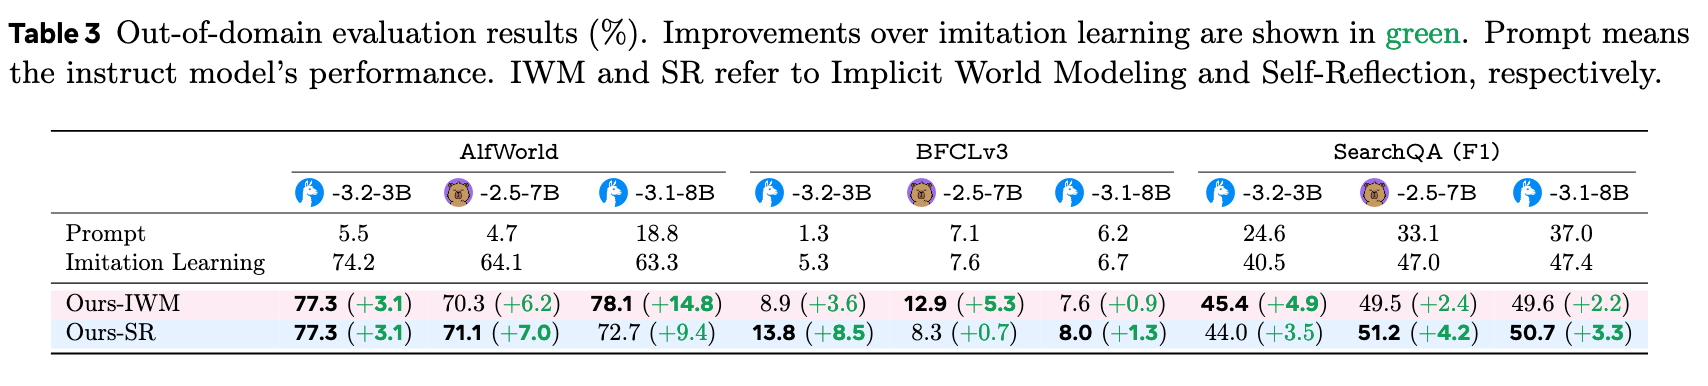 Table 3 Out-of-domain evaluation results (%). Improvements over imitation learning are shown in green. Prompt means
the instruct model's performance. IWM and SR refer to Implicit World Modeling and Self-Reflection, respectively.
AlfWorld BFCLv3 SearchQA (F1)
-3.2-3B -2.5-7B -3.1-8B -3.2-3B -2.5-7B -3.1-8B -3.2-3B -2.5-7B -3.1-8B
Prompt 5.5 4.7 18.8 1.3 7.1 6.2 24.6 33.1 37.0
Imitation Learning 74.2 64.1 63.3 5.3 7.6 6.7 40.5 47.0 47.4
Ours-IWM 77.3 (+3.1) 70.3 (+6.2) 78.1 (+14.8) 8.9 (+3.6) 12.9 (+5.3) 7.6 (+0.9) 45.4 (+4.9) 49.5 (+2.4) 49.6 (+2.2)
Ours-SR 77.3 (+3.1) 71.1 (+7.0) 72.7 (+9.4) 13.8 (+8.5) 8.3 (+0.7) 8.0 (+1.3) 44.0 (+3.5) 51.2 (+4.2) 50.7 (+3.3)